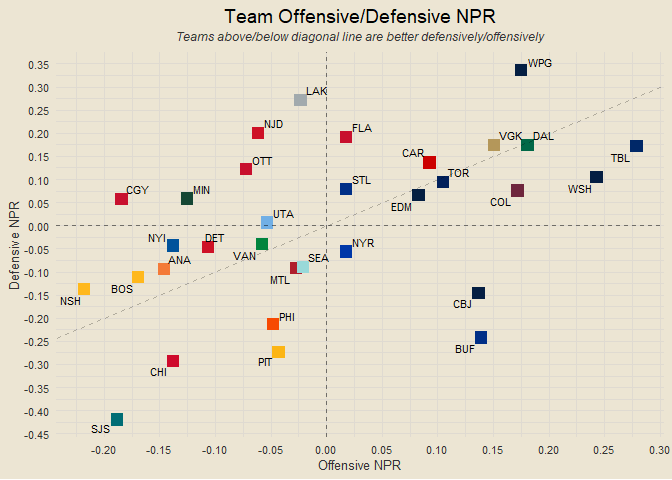 Team Offensive/Defensive NPR
Teams above/below diagonal line are better defensively/offensively
0.35
0.30
0.25
0.20
0.15
0.10
0.05
0.00
-0.05
-0.10
-0.15
-0.20
-0.25
-0.30
-0.35
-0.40
-0.45
Defensive NPR
WPG
LAK
NJD
FLA
VGK
DAL
CAR
TBL
OTT
TOR
STL
WSH
CGY
MIN
COL
EDM
UTA
NYI
DET
NYR
VAN
SEA
ANA
MTL
BOS
NSH
CBJ
PHI
BUF
PIT
CHI
SJS
-0.20
-0.15
-0.10
-0.05
0.00
0.05
0.10
0.15
0.20
0.25
0.30
Offensive NPR